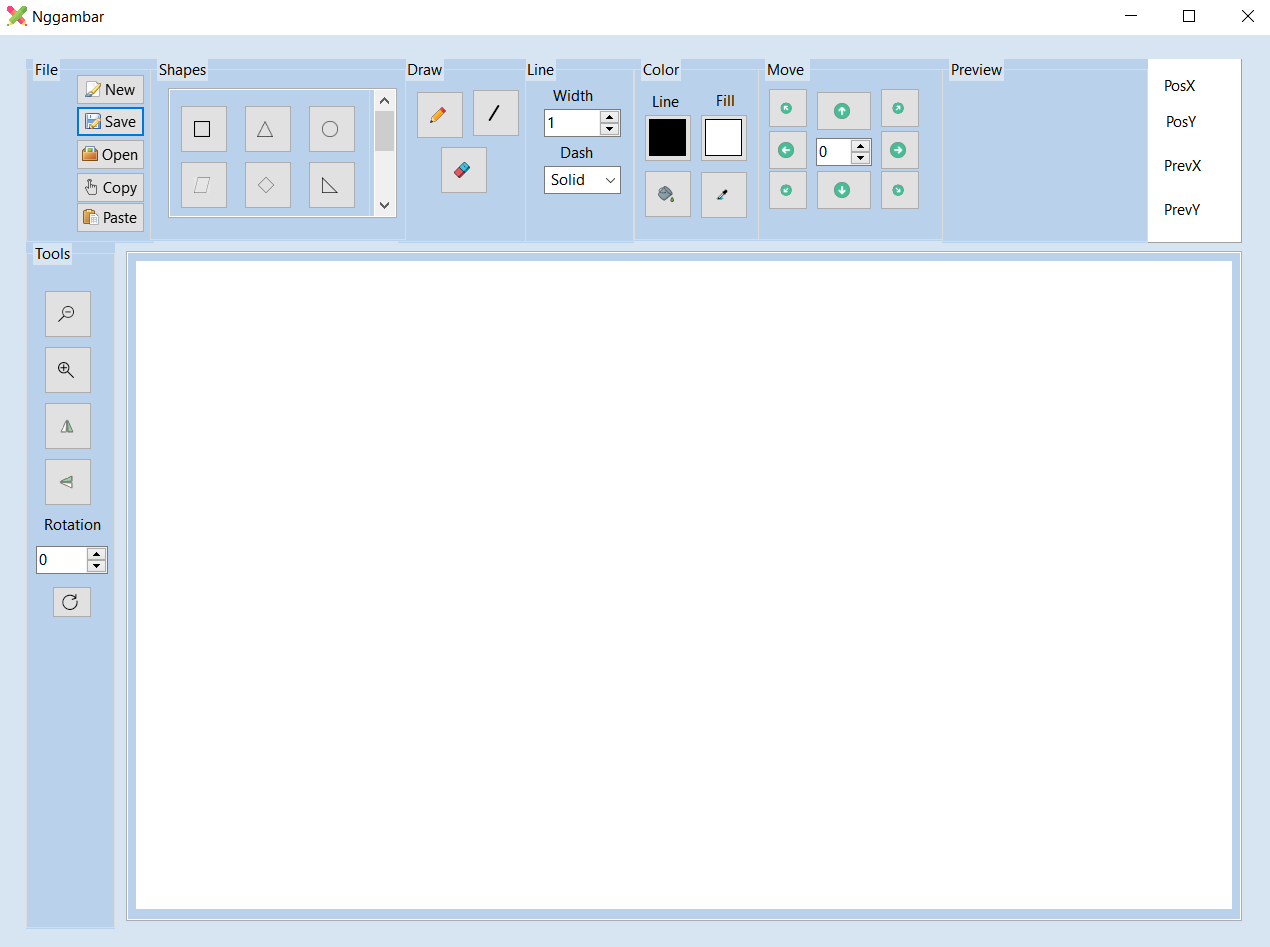 Nggambar
File
Shapes
Draw
Line
Color
Move
Preview
New
Save
Open
Copy
Paste
Width
1
Dash
Solid
Line
Fill
0
PosX
PosY
PrevX
PrevY
Tools
Rotation
0